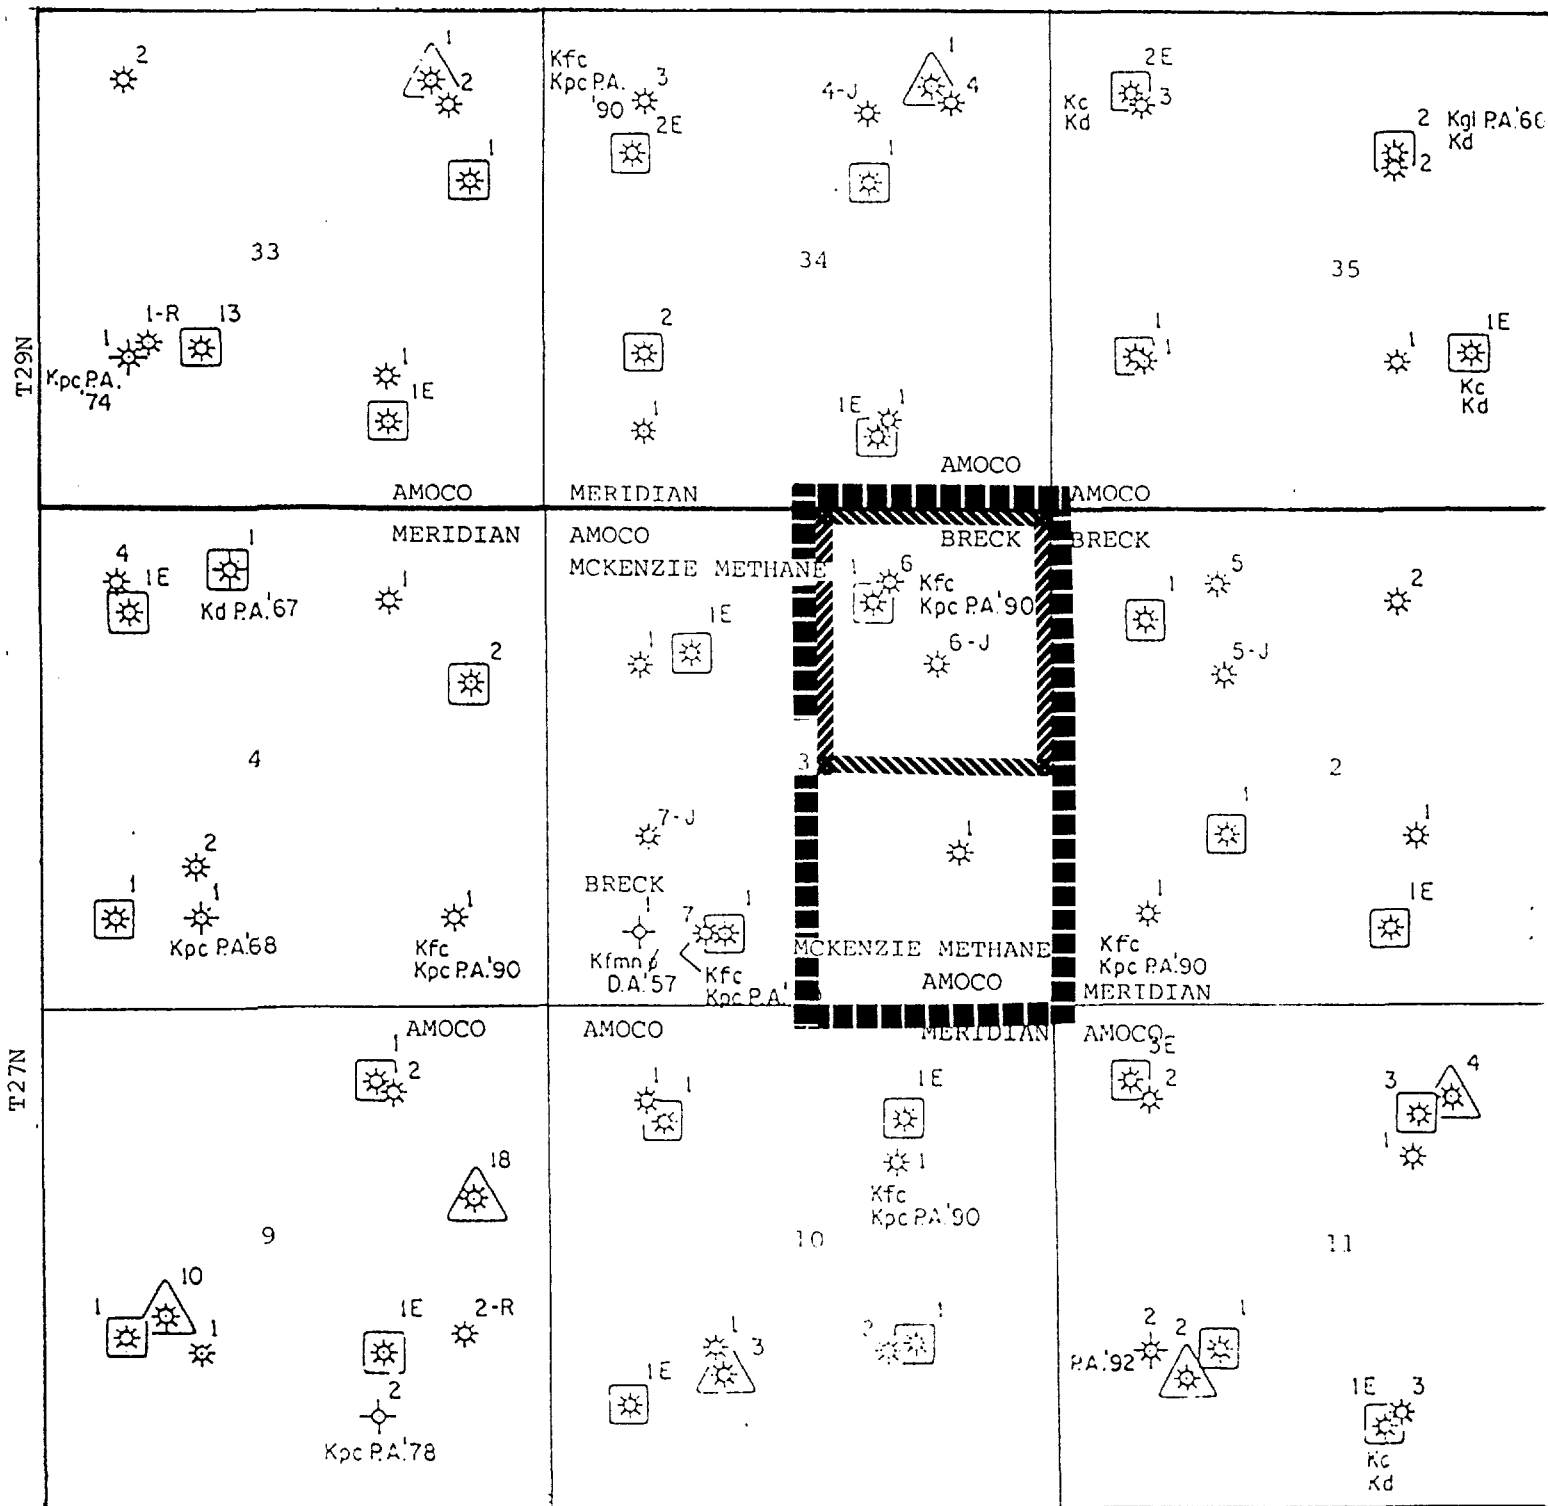 2
1
2
1
33
1-R
13
1
Kpc P.A.
'74
1
1E
AMOCO
T29N
Kfc
Kpc P.A.
'90
3
2E
4-J
1
4
1
34
2
1
1E
1
AMOCO
MERIDIAN
2E
3
Kc
Kd
2
Kgl P.A.'60
Kd
2
35
1
1
1
1E
Kc
Kd
AMOCO
MERIDIAN
4
1E
1
Kd P.A.'67
1
2
4
2
1
1
Kpc P.A.'68
1
Kfc
Kpc P.A.'90
AMOCO
MCKENZIE METHANE
BRECK
1
6
Kfc
Kpc P.A.'90
1
1E
6-J
3
7-J
1
BRECK
1
7
1
Kfmn
D.A.'57
Kfc
Kpc P.A.
MCKENZIE METHANE
AMOCO
BRECK
1
5
2
5-J
2
1
1
1
Kfc
Kpc P.A.'90
1E
MERIDIAN
T27N
AMOCO
1
2
18
9
1
10
1
1E
2-R
2
Kpc P.A.'78
AMOCO
MERIDIAN
1
1
1E
1
Kfc
Kpc P.A.'90
10
1
3
1E
1
AMOCO
3E
2
3
4
1
11
2
P.A.'92
2
1
1E
3
Kc
Kd